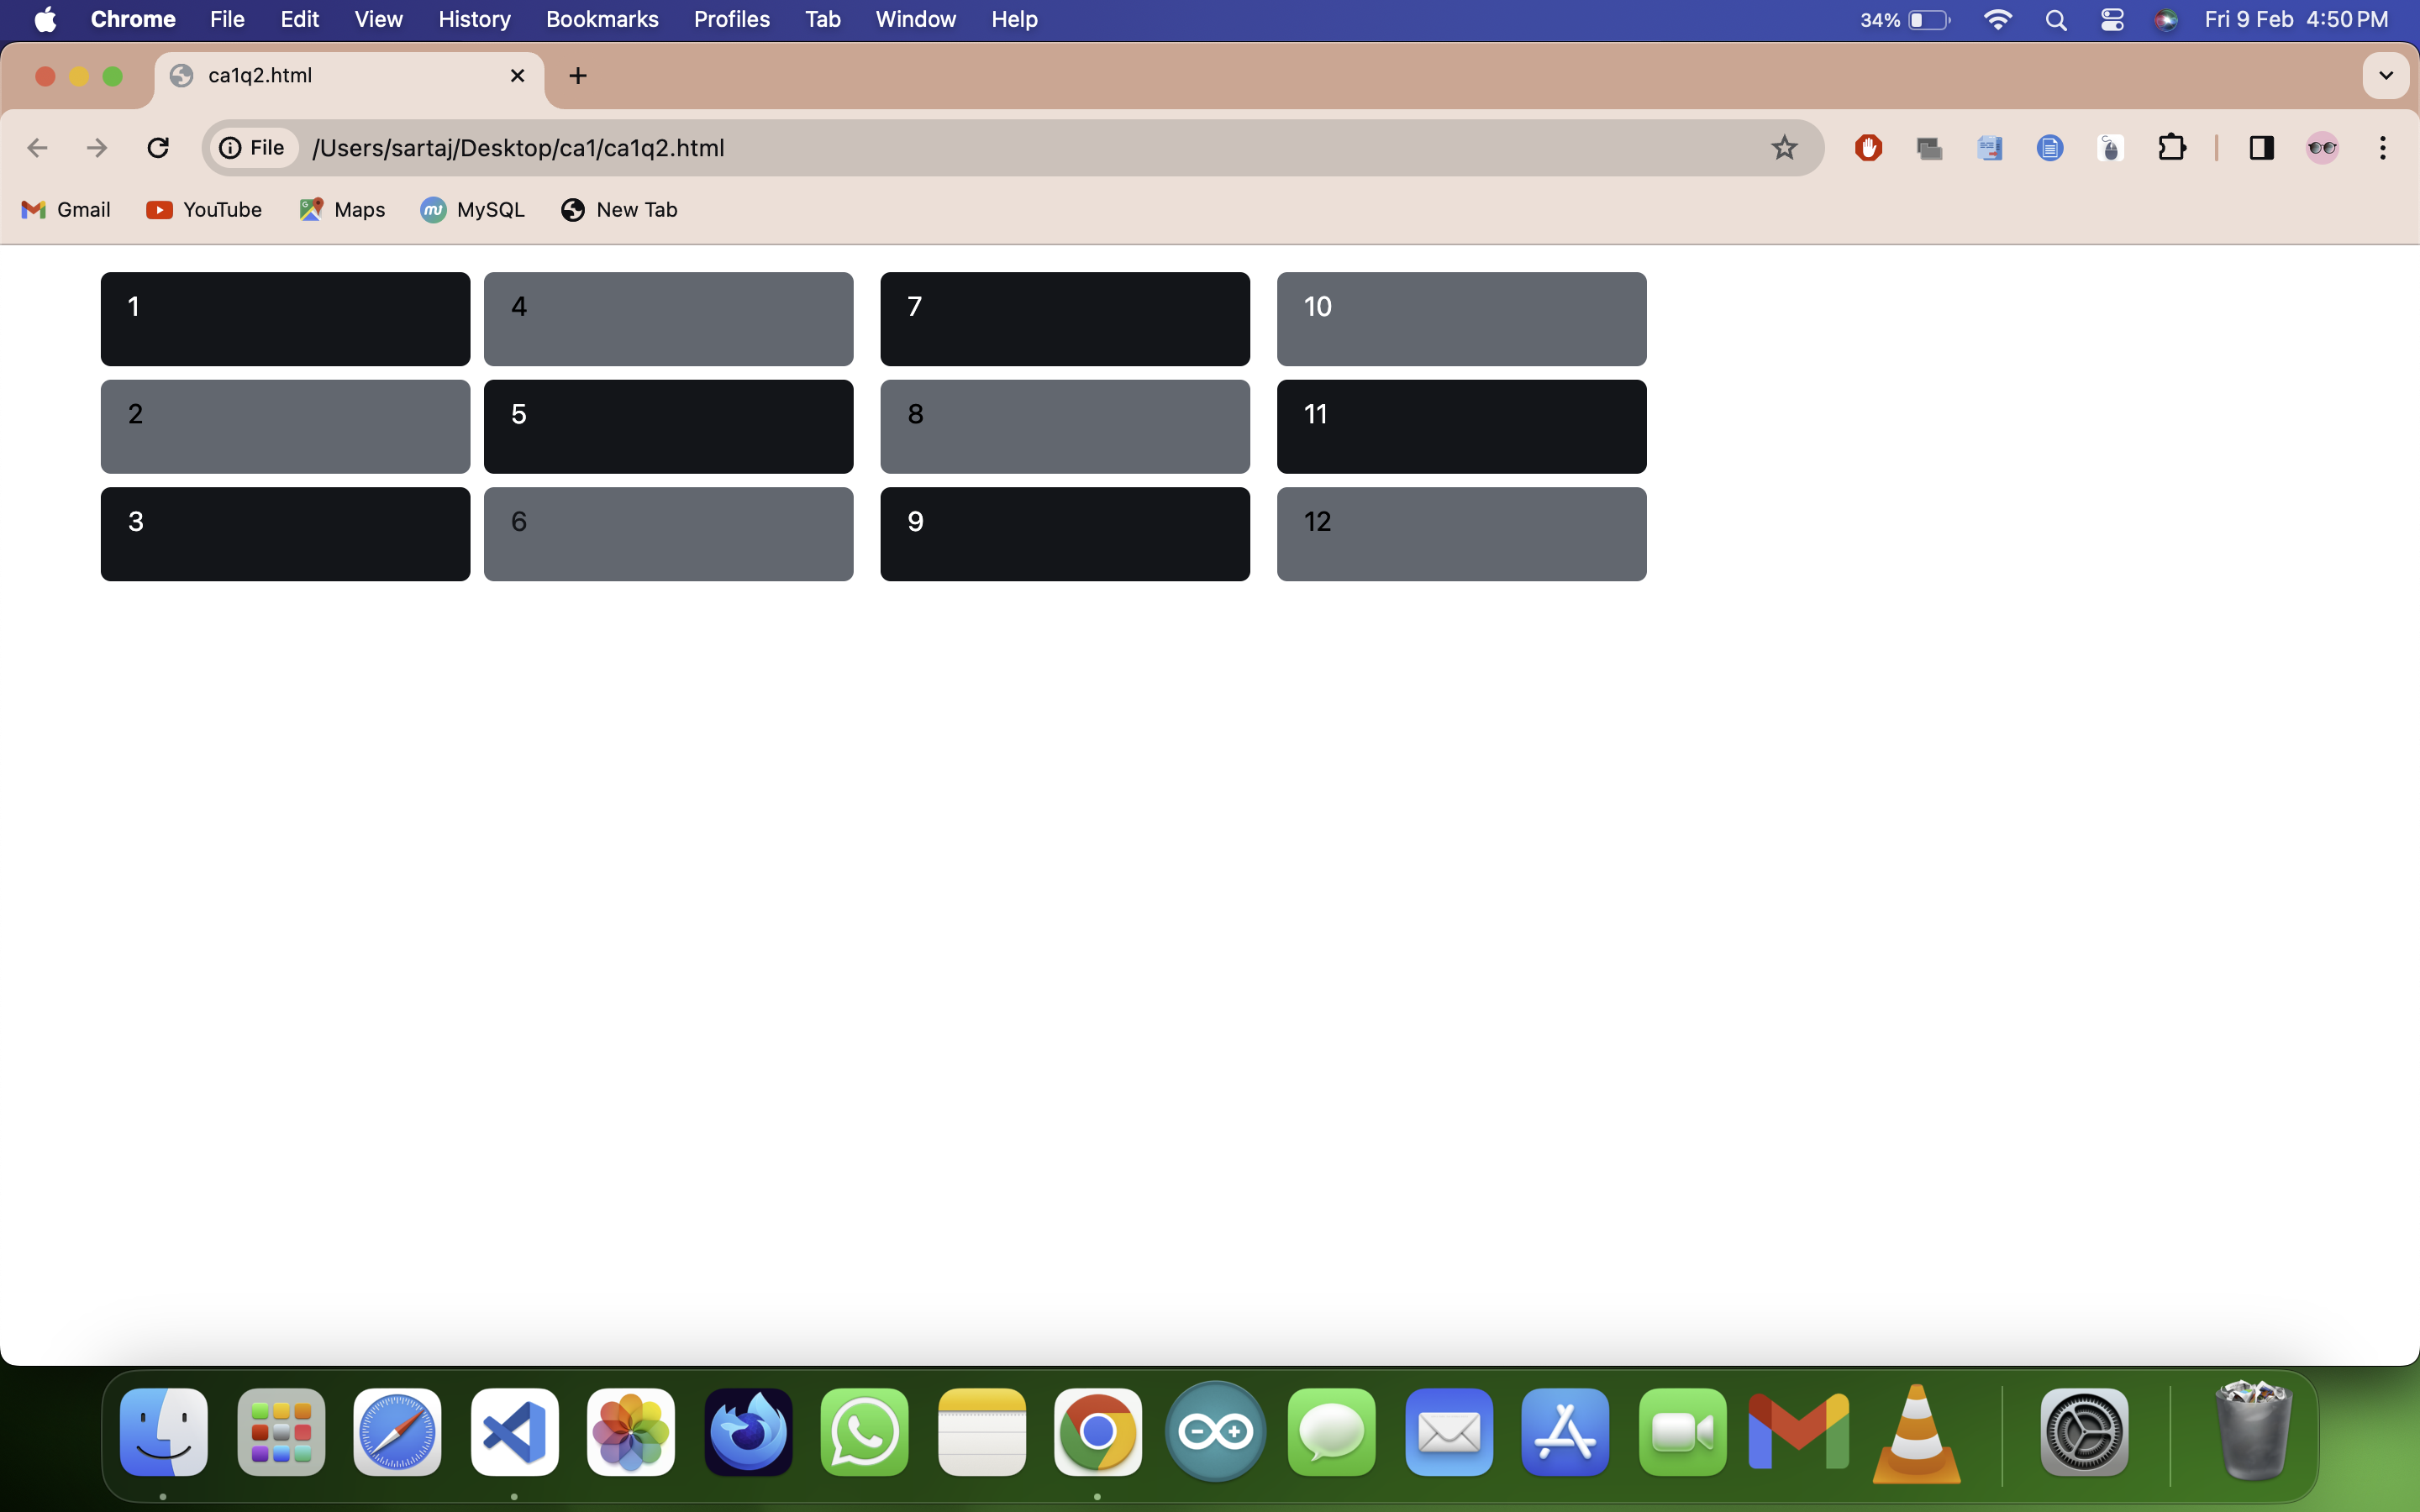 Chrome File Edit View History Bookmarks Profiles Tab Window Help 34% Fri 9 Feb 4:50 PM
ca1q2.html
File /Users/sartaj/Desktop/ca1/ca1q2.html
Gmail YouTube Maps MySQL New Tab
1 4 7 10
2 5 8 11
3 6 9 12